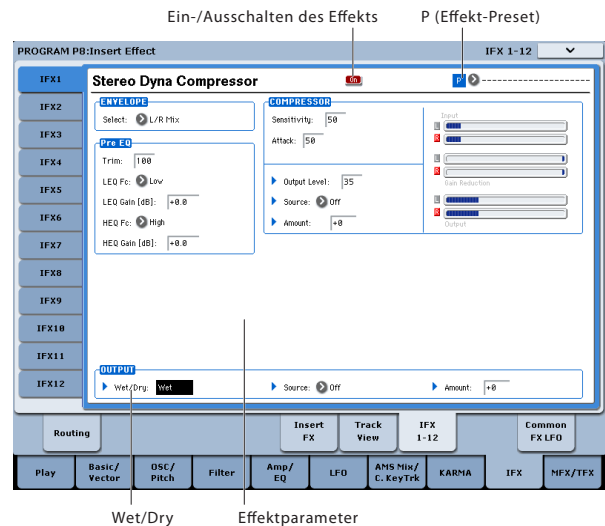 Ein-/Ausschalten des Effekts
P (Effekt-Preset)
PROGRAM P8:Insert Effect
IFX 1-12
IFX1
IFX2
IFX3
IFX4
IFX5
IFX6
IFX7
IFX8
IFX9
IFX10
IFX11
IFX12
Stereo Dyna Compressor
On
P
ENVELOPE
Select: L/R Mix
Pre EQ
Trim: 100
LEQ Fc: Low
LEQ Gain [dB]: +0.0
HEQ Fc: High
HEQ Gain [dB]: +0.0
COMPRESSOR
Sensitivity: 50
Attack: 50
Output Level: 35
Source: Off
Amount: +0
Input
L
R
L
R
Gain Reduction
L
R
Output
OUTPUT
Wet/Dry: Wet
Source: Off
Amount: +0
Routing
Insert FX
Track View
IFX 1-12
Common FX LFO
Play
Basic/ Vector
OSC/ Pitch
Filter
Amp/ EQ
LFO
AMS Mix/ C. KeyTrk
KARMA
IFX
MFX/TFX
Wet/Dry
Effektparameter